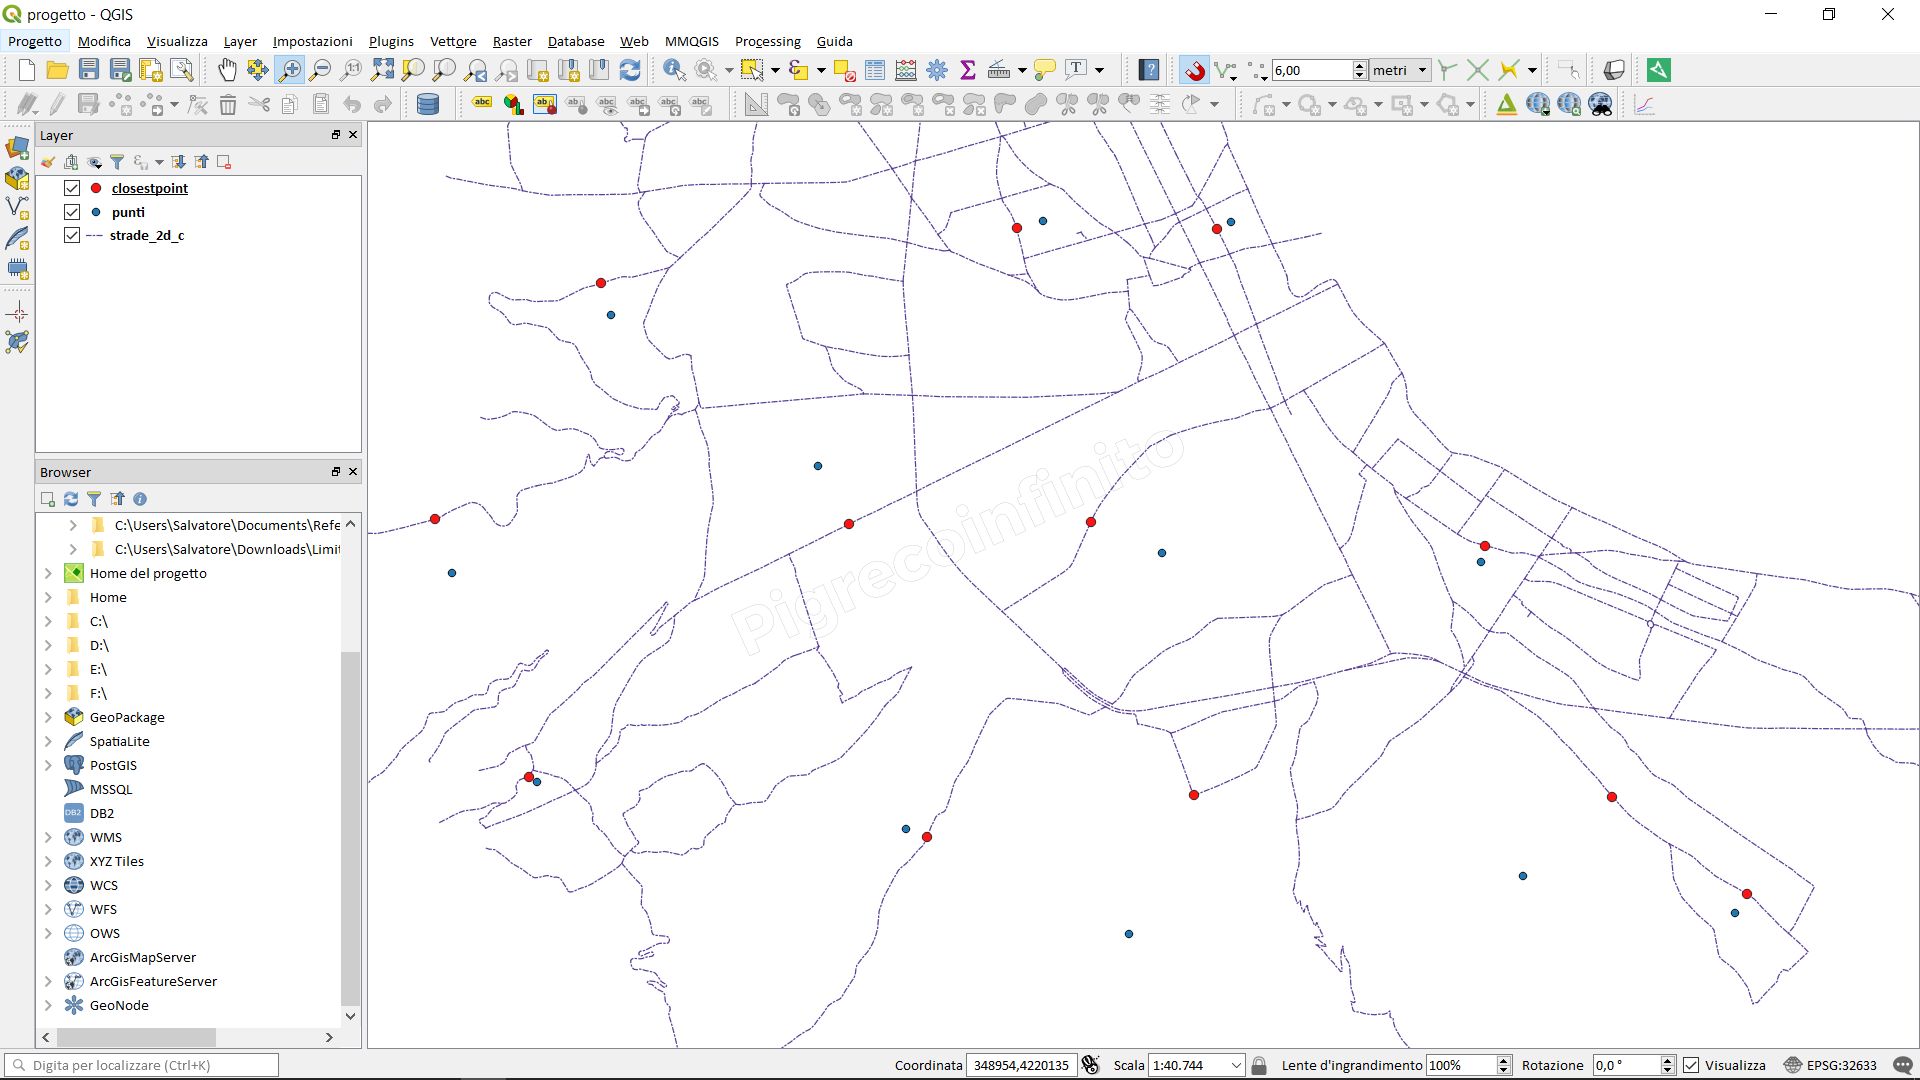 progetto - QGIS
Progetto Modifica Visualizza Layer Impostazioni Plugins Vettore Raster Database Web MMQGIS Processing Guida
6,00 metri
Layer
closestpoint
punti
strade_2d_c
Browser
C:\Users\Salvatore\Documents\Refe
C:\Users\Salvatore\Downloads\Limit
Home del progetto
Home
C:\
D:\
E:\
F:\
GeoPackage
SpatiaLite
PostGIS
MSSQL
DB2
WMS
XYZ Tiles
WCS
WFS
OWS
ArcGisMapServer
ArcGisFeatureServer
GeoNode
Pigrecoinfinito
Digita per localizzare (Ctrl+K) Coordinata 348954,4220135 Scala 1:40.744 Lente d'ingrandimento 100% Rotazione 0,0 ° Visualizza EPSG:32633